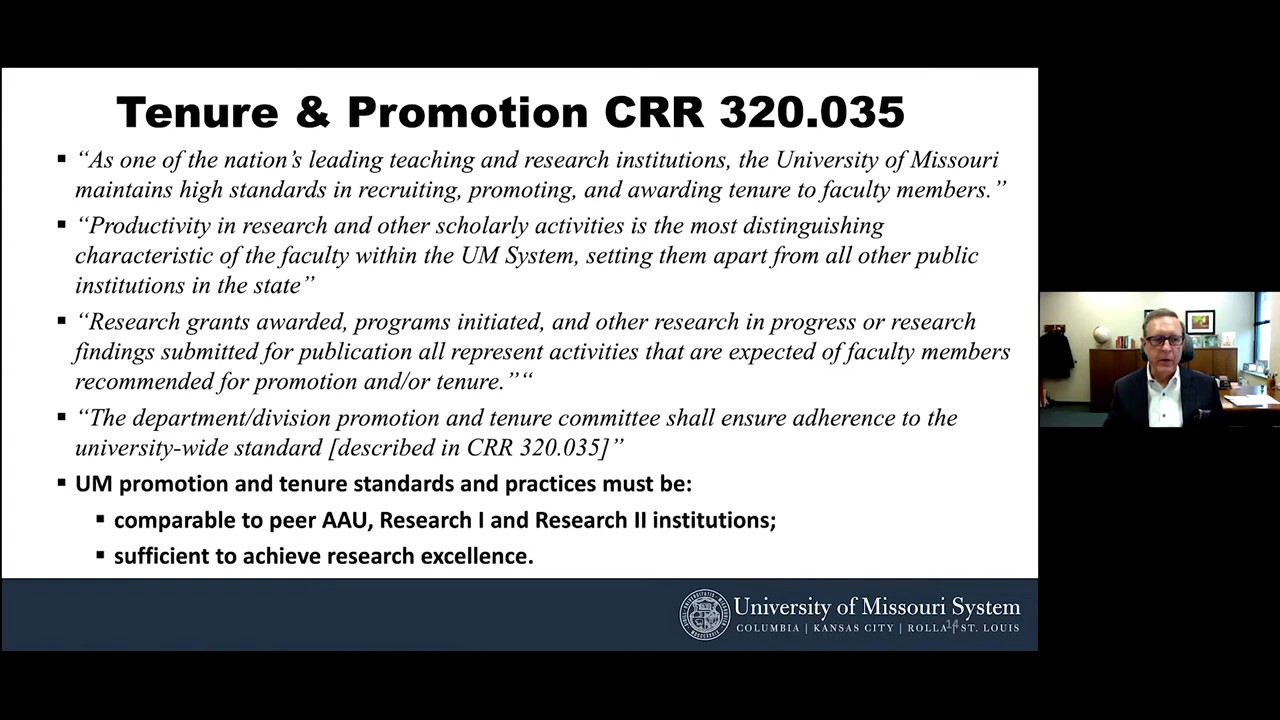 Tenure & Promotion CRR 320.035
▪ “As one of the nation’s leading teaching and research institutions, the University of Missouri
maintains high standards in recruiting, promoting, and awarding tenure to faculty members.”
▪ “Productivity in research and other scholarly activities is the most distinguishing
characteristic of the faculty within the UM System, setting them apart from all other public
institutions in the state”
▪ “Research grants awarded, programs initiated, and other research in progress or research
findings submitted for publication all represent activities that are expected of faculty members
recommended for promotion and/or tenure.”“
▪ “The department/division promotion and tenure committee shall ensure adherence to the
university-wide standard [described in CRR 320.035]”
▪ UM promotion and tenure standards and practices must be:
▪ comparable to peer AAU, Research I and Research II institutions;
▪ sufficient to achieve research excellence.
University of Missouri System
COLUMBIA | KANSAS CITY | ROLLA | ST. LOUIS
14